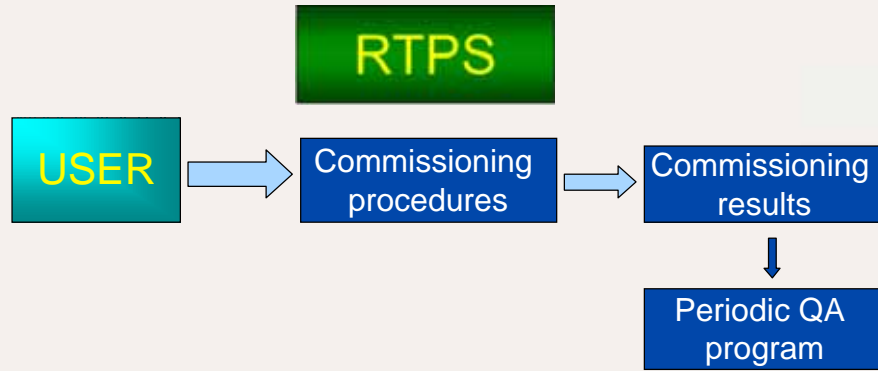 RTPS
USER
Commissioning
procedures
Commissioning
results
Periodic QA
program